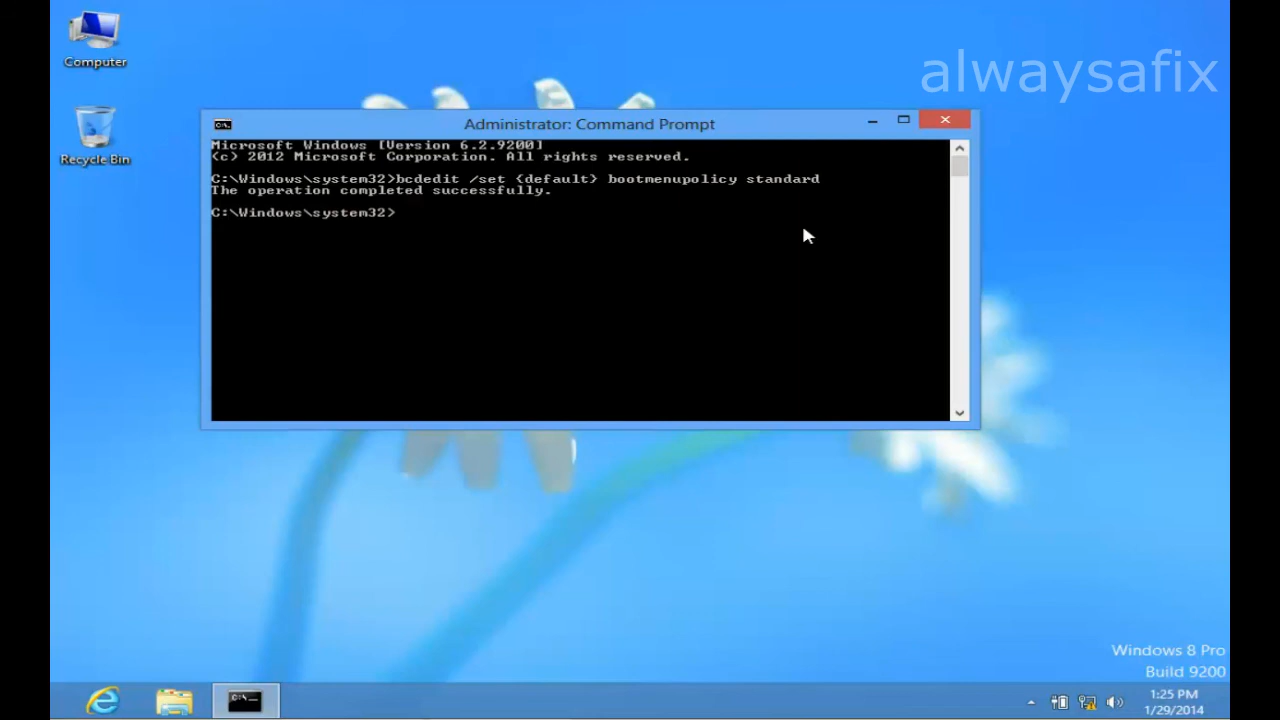 Computer
alwaysafix
Recycle Bin
Administrator: Command Prompt
Microsoft Windows [Version 6.2.9200]
(c) 2012 Microsoft Corporation. All rights reserved.
C:\Windows\system32>bcdedit /set {default} bootmenupolicy standard
The operation completed successfully.
C:\Windows\system32>
Windows 8 Pro
Build 9200
1:25 PM
1/29/2014